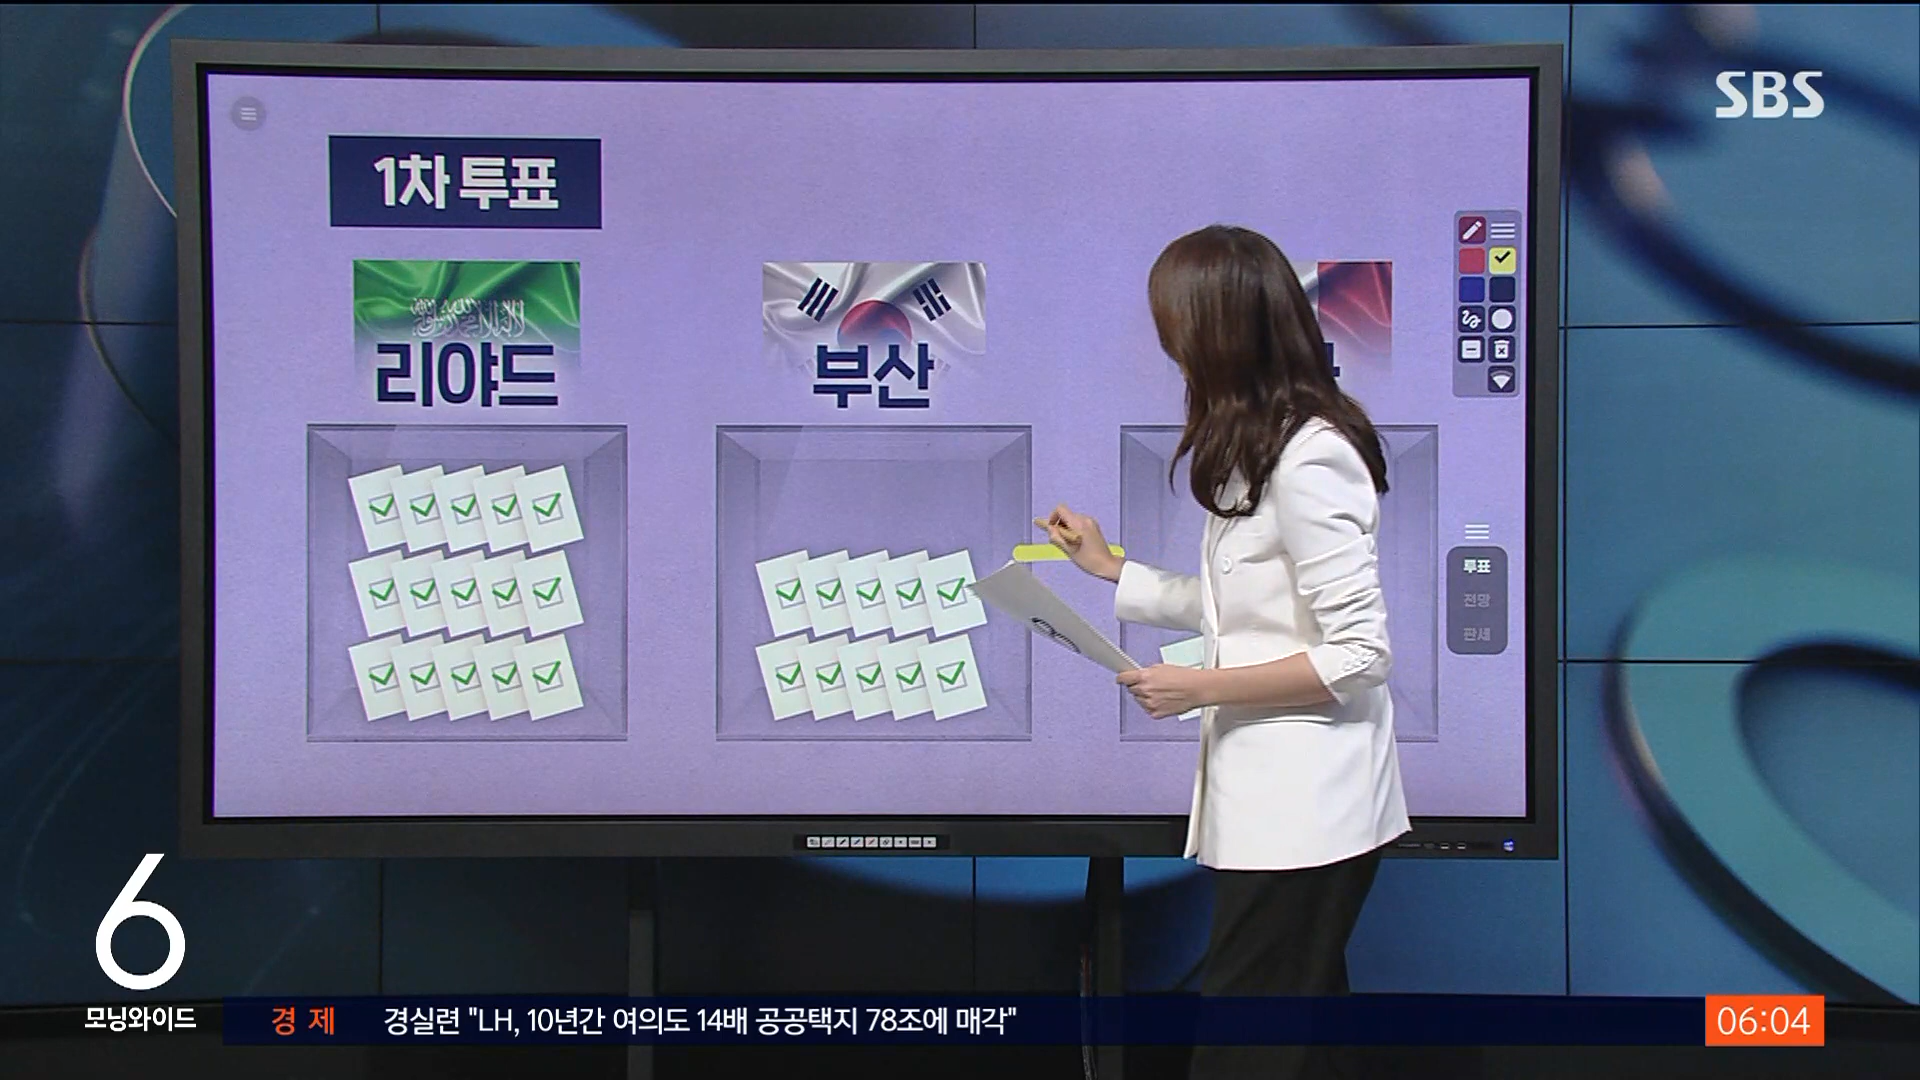 SBS
1차 투표
리야드
부산
투표
전망
판세
6
모닝와이드
경제
경실련 "LH, 10년간 여의도 14배 공공택지 78조에 매각"
06:04